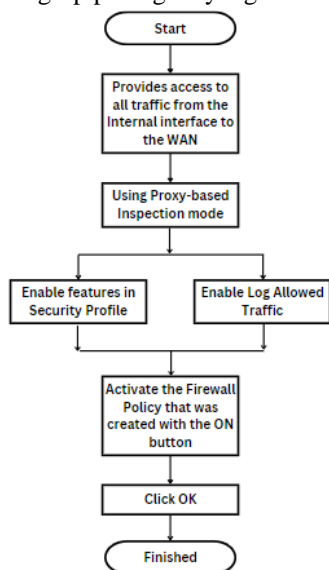 Start
Provides access to
all traffic from the
Internal interface to
the WAN
Using Proxy-based
Inspection mode
Enable features in
Security Profile
Enable Log Allowed
Traffic
Activate the Firewall
Policy that was
created with the ON
button
Click OK
Finished